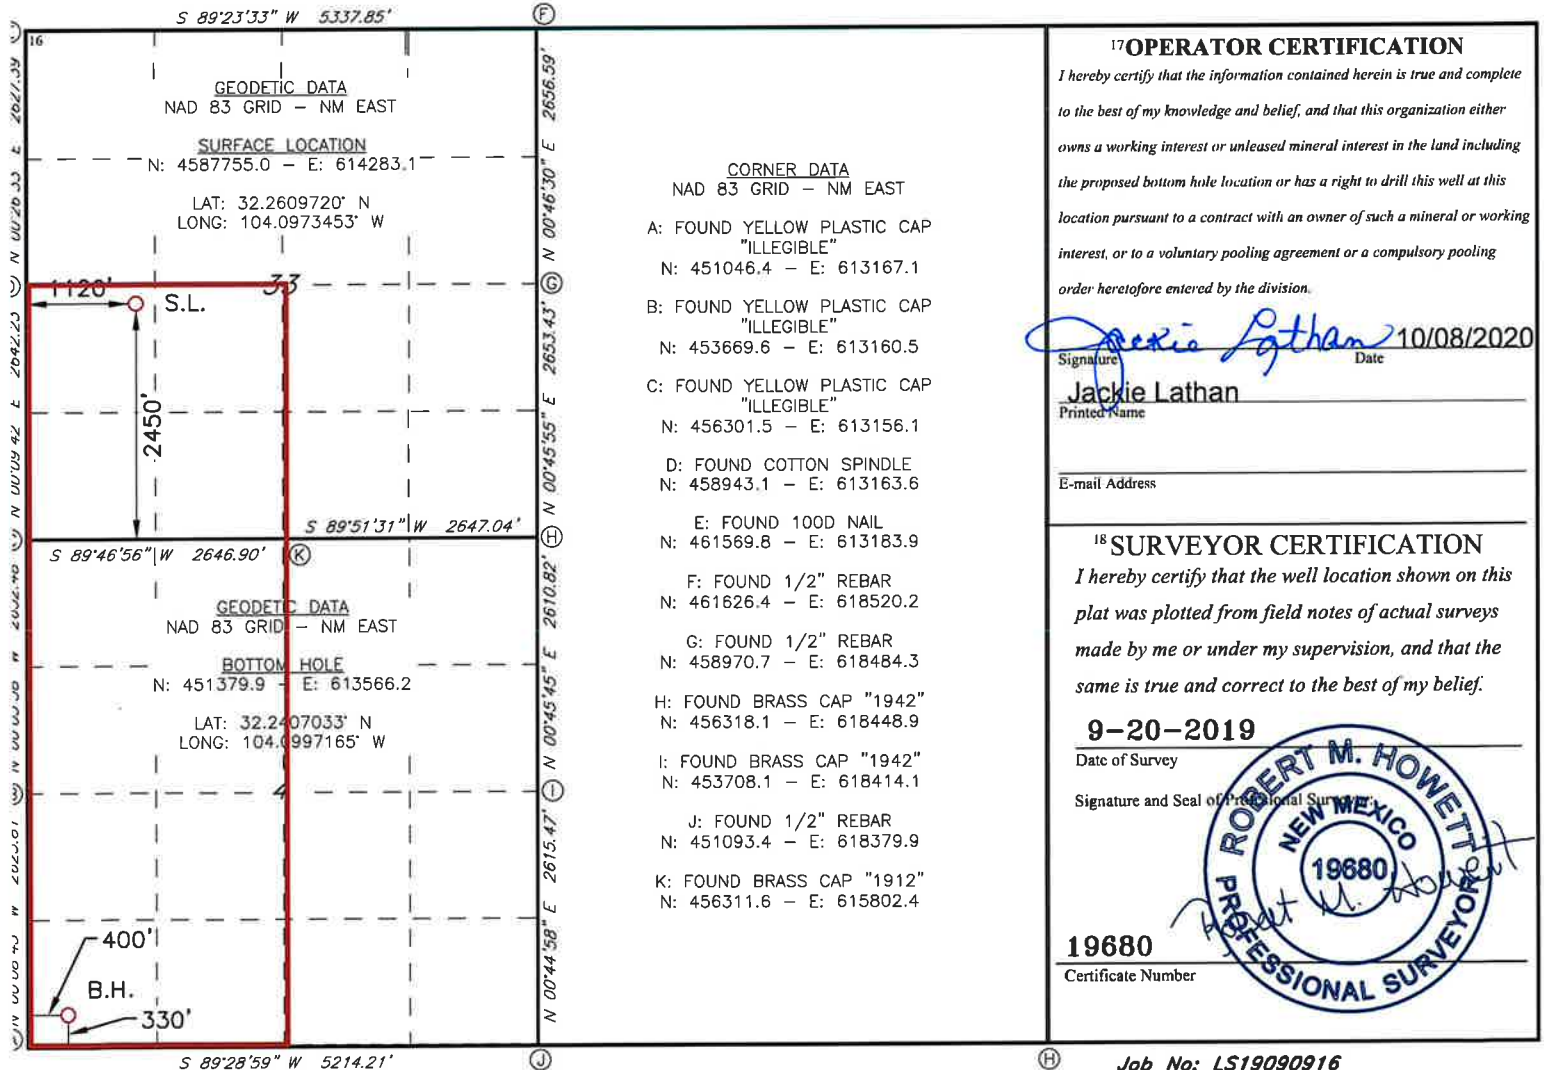 S 89°23'33" W 5337.85'
F
16
GEODETIC DATA
NAD 83 GRID – NM EAST
SURFACE LOCATION
N: 4587755.0 – E: 614283.1
LAT: 32.2609720° N
LONG: 104.0973453° W
33
1120'
S.L.
2450'
S 89°51'31" W 2647.04'
S 89°46'56" W 2646.90'
K
GEODETIC DATA
NAD 83 GRID – NM EAST
BOTTOM HOLE
N: 451379.9 – E: 613566.2
LAT: 32.2407033° N
LONG: 104.0997165° W
4
400'
B.H.
330'
S 89°28'59" W 5214.21'
N 00°46'30" E 2656.59'
G
N 00°45'55" E 2653.43'
H
N 00°45'45" E 2610.82'
I
N 00°44'58" E 2615.47'
J
CORNER DATA
NAD 83 GRID – NM EAST
A: FOUND YELLOW PLASTIC CAP
"ILLEGIBLE"
N: 451046.4 – E: 613167.1
B: FOUND YELLOW PLASTIC CAP
"ILLEGIBLE"
N: 453669.6 – E: 613160.5
C: FOUND YELLOW PLASTIC CAP
"ILLEGIBLE"
N: 456301.5 – E: 613156.1
D: FOUND COTTON SPINDLE
N: 458943.1 – E: 613163.6
E: FOUND 100D NAIL
N: 461569.8 – E: 613183.9
F: FOUND 1/2" REBAR
N: 461626.4 – E: 618520.2
G: FOUND 1/2" REBAR
N: 458970.7 – E: 618484.3
H: FOUND BRASS CAP "1942"
N: 456318.1 – E: 618448.9
I: FOUND BRASS CAP "1942"
N: 453708.1 – E: 618414.1
J: FOUND 1/2" REBAR
N: 451093.4 – E: 618379.9
K: FOUND BRASS CAP "1912"
N: 456311.6 – E: 615802.4
17 OPERATOR CERTIFICATION
I hereby certify that the information contained herein is true and complete
to the best of my knowledge and belief, and that this organization either
owns a working interest or unleased mineral interest in the land including
the proposed bottom hole location or has a right to drill this well at this
location pursuant to a contract with an owner of such a mineral or working
interest, or to a voluntary pooling agreement or a compulsory pooling
order heretofore entered by the division.
Jackie Lathan 10/08/2020
Signature Date
Jackie Lathan
Printed Name
E-mail Address
18 SURVEYOR CERTIFICATION
I hereby certify that the well location shown on this
plat was plotted from field notes of actual surveys
made by me or under my supervision, and that the
same is true and correct to the best of my belief.
9-20-2019
Date of Survey
Signature and Seal of Professional Surveyor:
ROBERT M. HOWETT
NEW MEXICO
19680
PROFESSIONAL SURVEYOR
Robert M. Howett
19680
Certificate Number
H
Job No: LS19090916